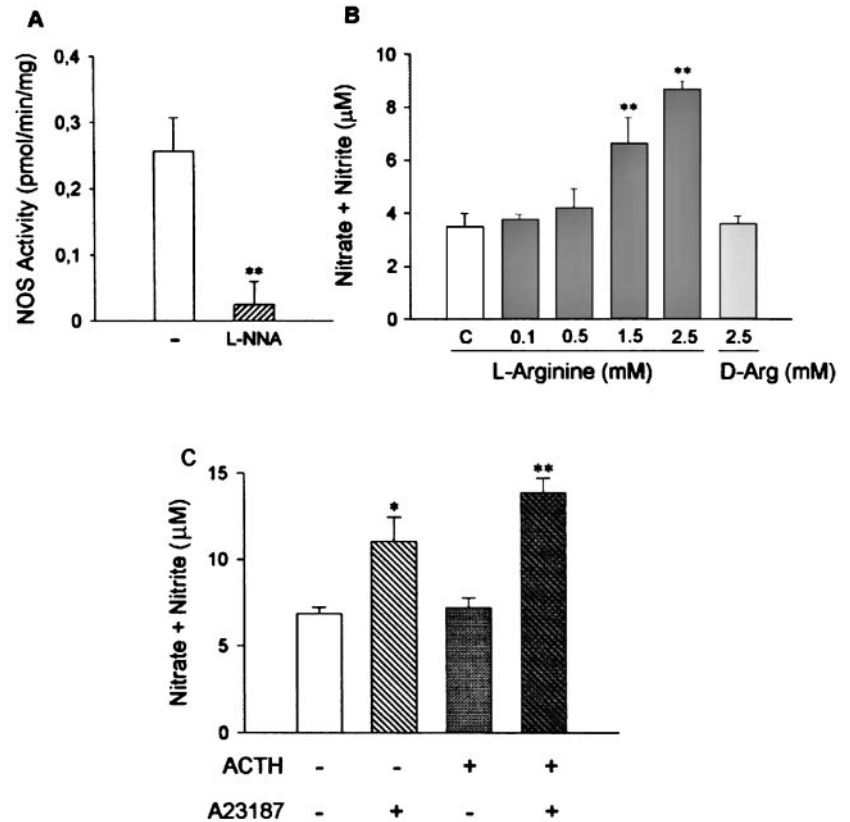 A
NOS Activity (pmol/min/mg)
0,4
0,3
0,2
0,1
0
**
- L-NNA
B
Nitrate + Nitrite (μM)
10
8
6
4
2
0
** **
C 0.1 0.5 1.5 2.5 2.5
L-Arginine (mM) D-Arg (mM)
C
Nitrate + Nitrite (μM)
15
10
5
0
* **
ACTH - - + +
A23187 - + - +